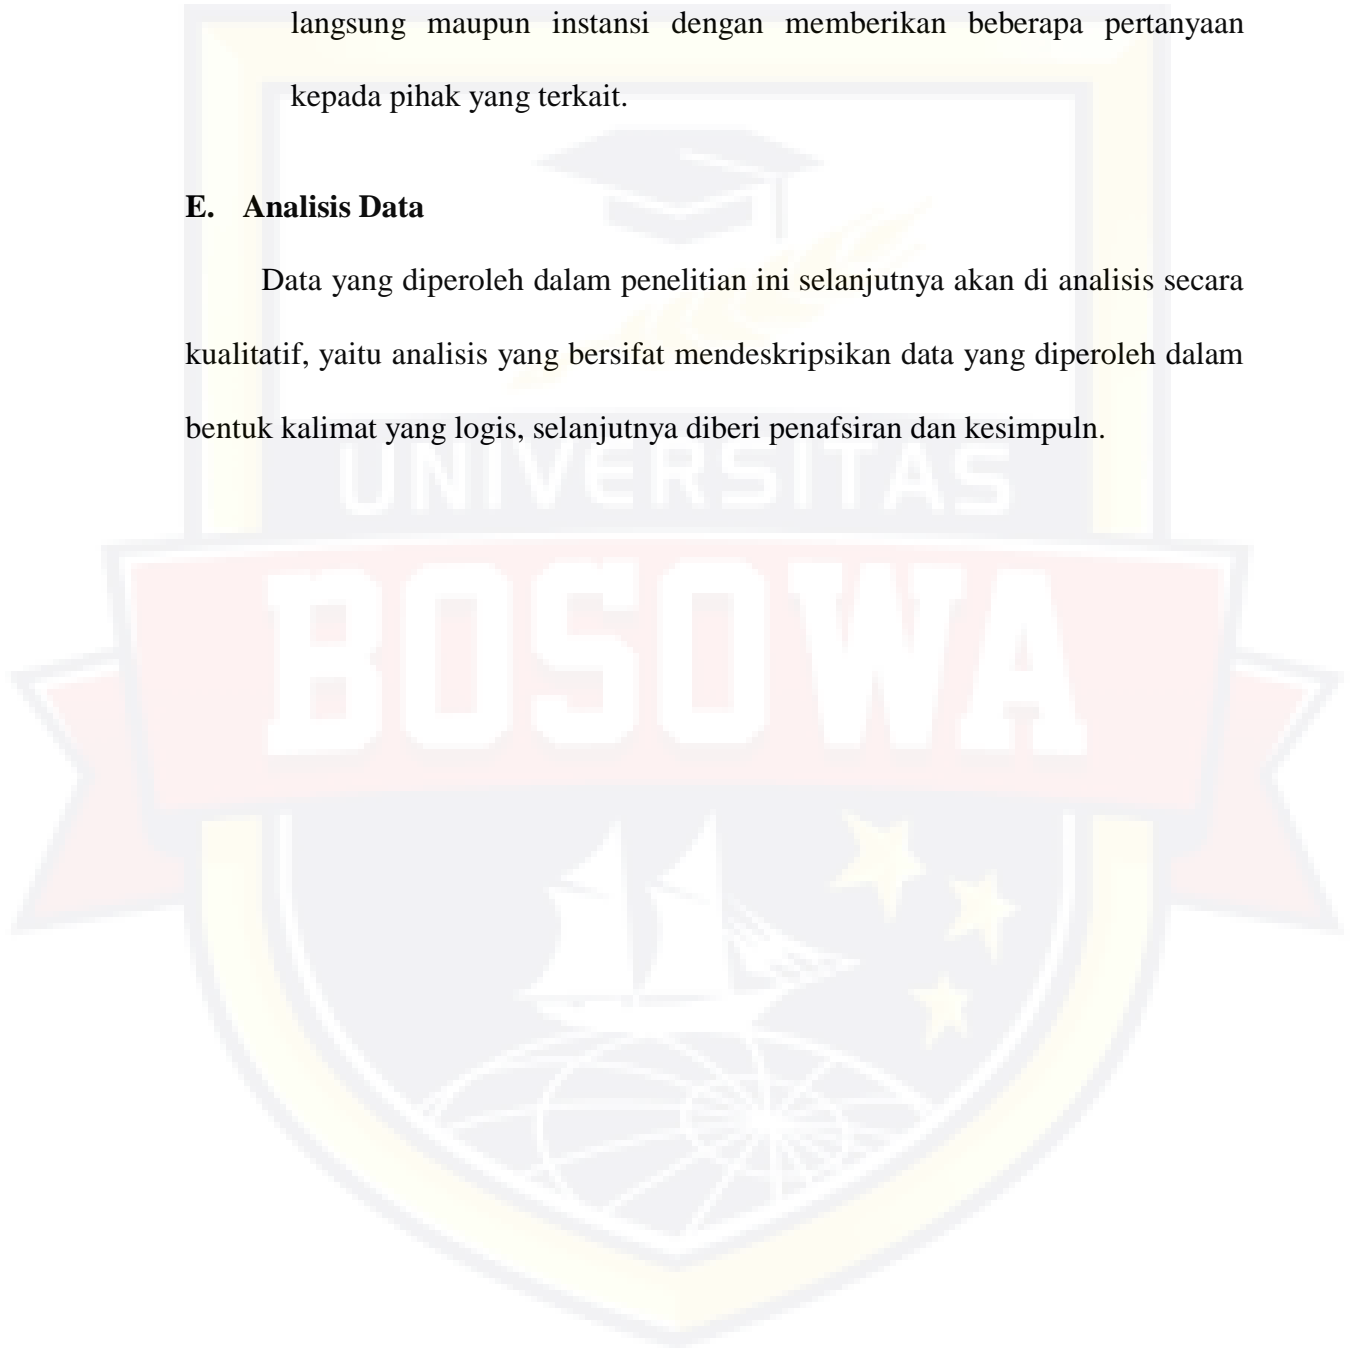 langsung maupun instansi dengan memberikan beberapa pertanyaan
kepada pihak yang terkait.
E. Analisis Data
Data yang diperoleh dalam penelitian ini selanjutnya akan di analisis secara
kualitatif, yaitu analisis yang bersifat mendeskripsikan data yang diperoleh dalam
bentuk kalimat yang logis, selanjutnya diberi penafsiran dan kesimpuln.
UNIVERSITAS
BOSOWA